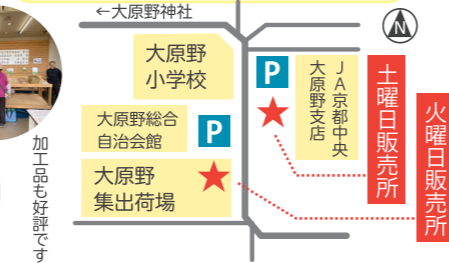 ←大原野神社
N
大原野
小学校
P
JA京都中央
大原野支店
土曜日販売所
火曜日販売所
大原野総合
自治会館
P
大原野
集出荷場
加工品も好評です